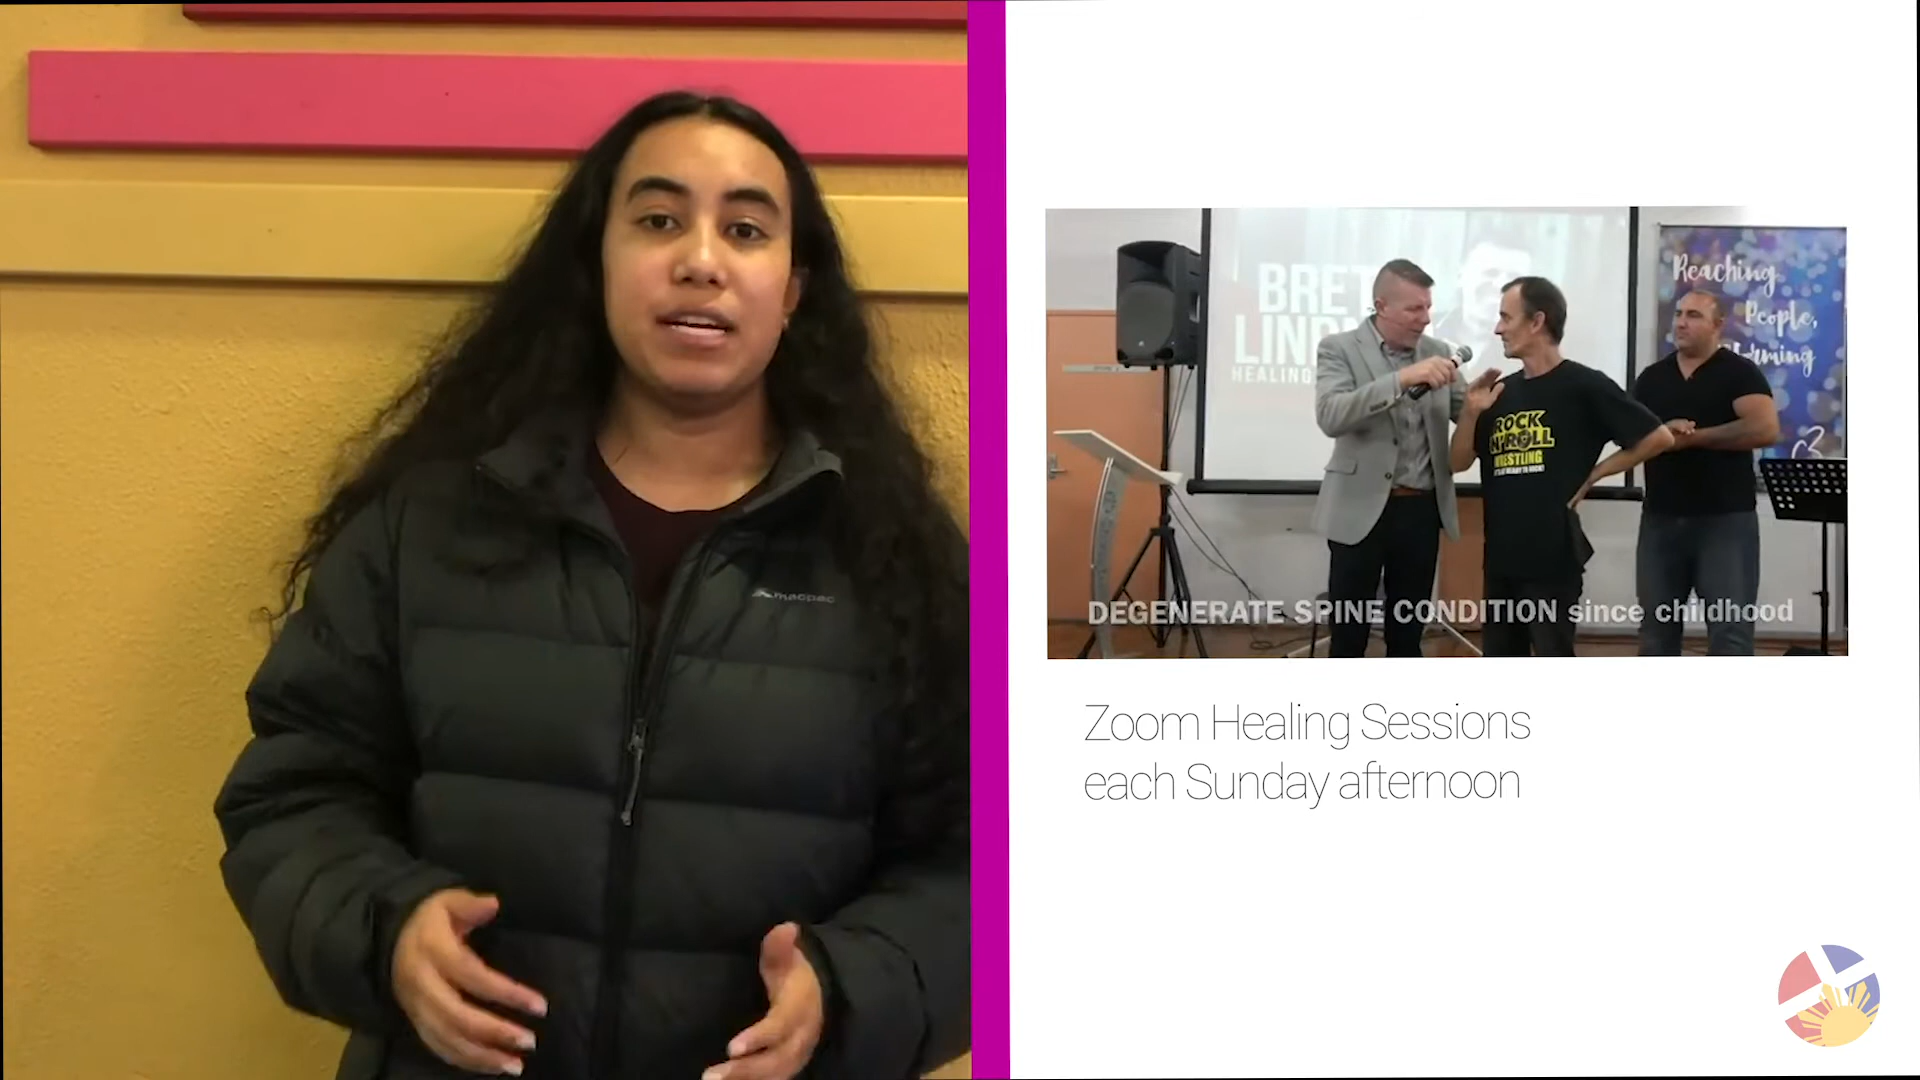 macpac
BRET
LIND
HEALING
Reaching
People,
ROCK
N' ROLL
WRESTLING
DEGENERATE SPINE CONDITION since childhood
Zoom Healing Sessions
each Sunday afternoon